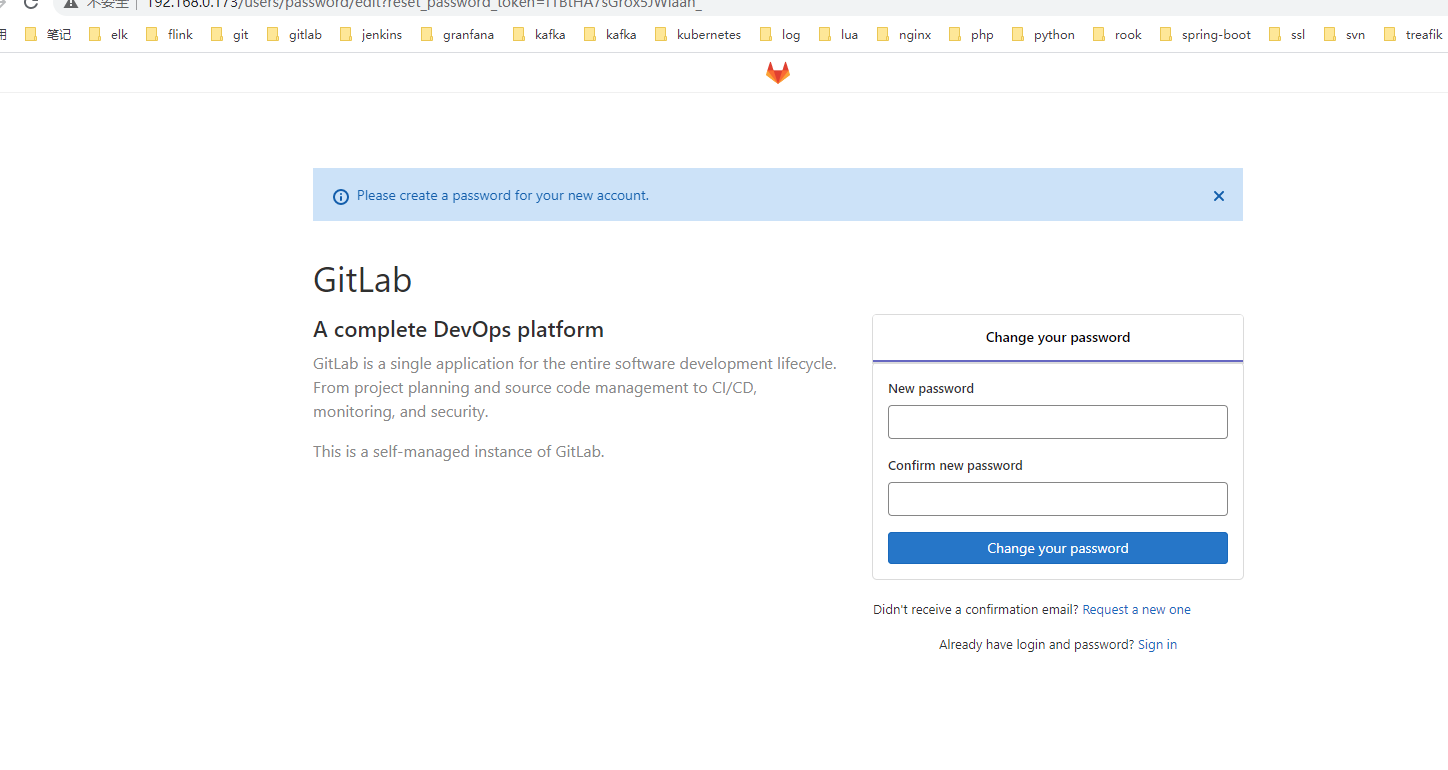 不安全 192.168.0.173/users/password/edit?reset_password_token=
用 笔记 elk flink git gitlab jenkins granfana kafka kafka kubernetes log lua nginx php python rook spring-boot ssl svn treafik
Please create a password for your new account.
GitLab
A complete DevOps platform
GitLab is a single application for the entire software development lifecycle.
From project planning and source code management to CI/CD,
monitoring, and security.
This is a self-managed instance of GitLab.
Change your password
New password
Confirm new password
Change your password
Didn't receive a confirmation email? Request a new one
Already have login and password? Sign in